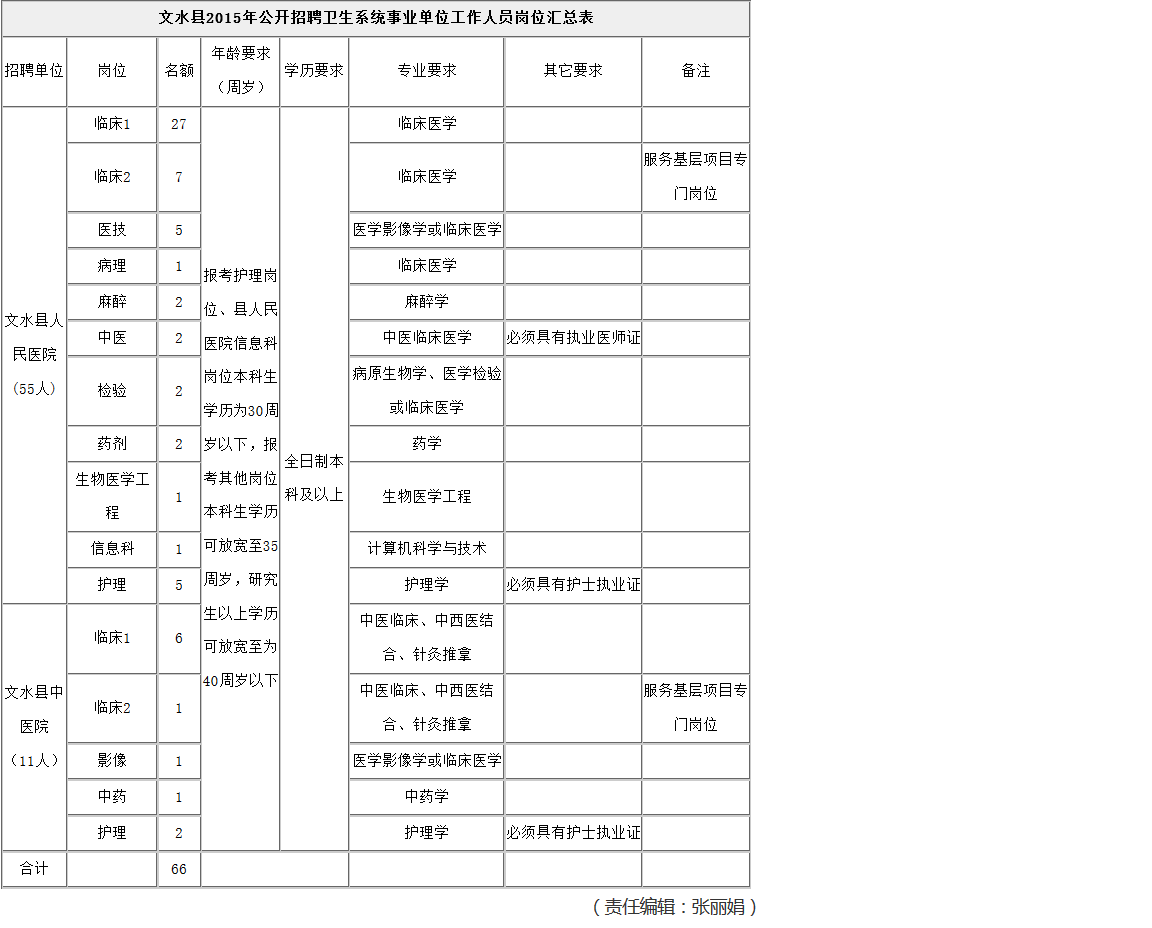 文水县2015年公开招聘卫生系统事业单位工作人员岗位汇总表
招聘单位 岗位 名额 年龄要求（周岁） 学历要求 专业要求 其它要求 备注
文水县人
民医院
（55人）
报考护理岗
位、县人民
医院信息科
岗位本科生
学历为30周
岁以下，报
考其他岗位
本科生学历
可放宽至35
周岁，研究
生以上学历
可放宽至为
40周岁以下
全日制本
科及以上
临床1 27 临床医学
临床2 7 临床医学 服务基层项目专
门岗位
医技 5 医学影像学或临床医学
病理 1 临床医学
麻醉 2 麻醉学
中医 2 中医临床医学 必须具有执业医师证
检验 2 病原生物学、医学检验
或临床医学
药剂 2 药学
生物医学工
程 1 生物医学工程
信息科 1 计算机科学与技术
护理 5 护理学 必须具有护士执业证
文水县中
医院
（11人）
临床1 6 中医临床、中西医结
合、针灸推拿
临床2 1 中医临床、中西医结
合、针灸推拿 服务基层项目专
门岗位
影像 1 医学影像学或临床医学
中药 1 中药学
护理 2 护理学 必须具有护士执业证
合计 66
（责任编辑：张丽娟）